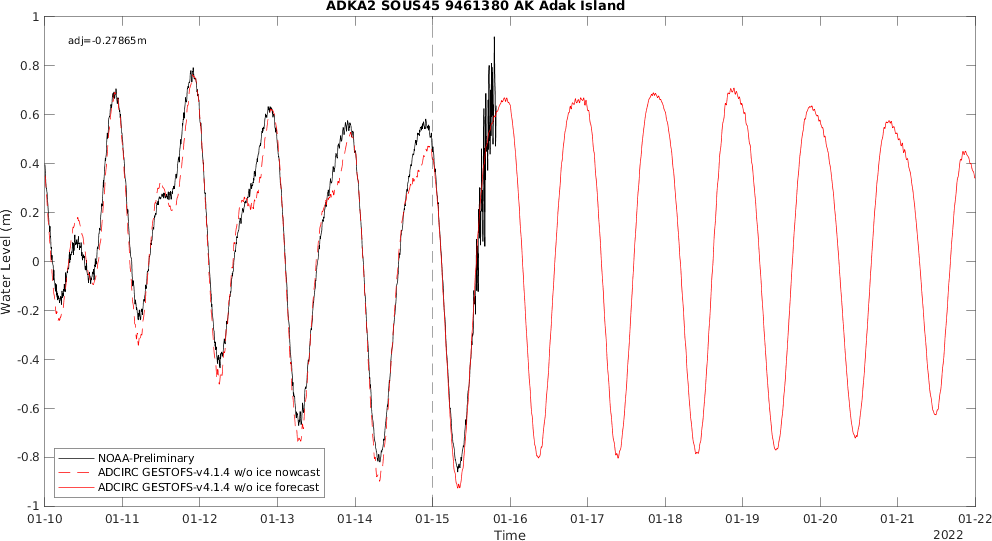 ADKA2 SOUS45 9461380 AK Adak Island
adj=-0.27865m
1
0.8
0.6
0.4
0.2
0
-0.2
-0.4
-0.6
-0.8
-1
Water Level (m)
NOAA-Preliminary
ADCIRC GESTOFS-v4.1.4 w/o ice nowcast
ADCIRC GESTOFS-v4.1.4 w/o ice forecast
01-10 01-11 01-12 01-13 01-14 01-15 01-16 01-17 01-18 01-19 01-20 01-21 01-22
Time
2022